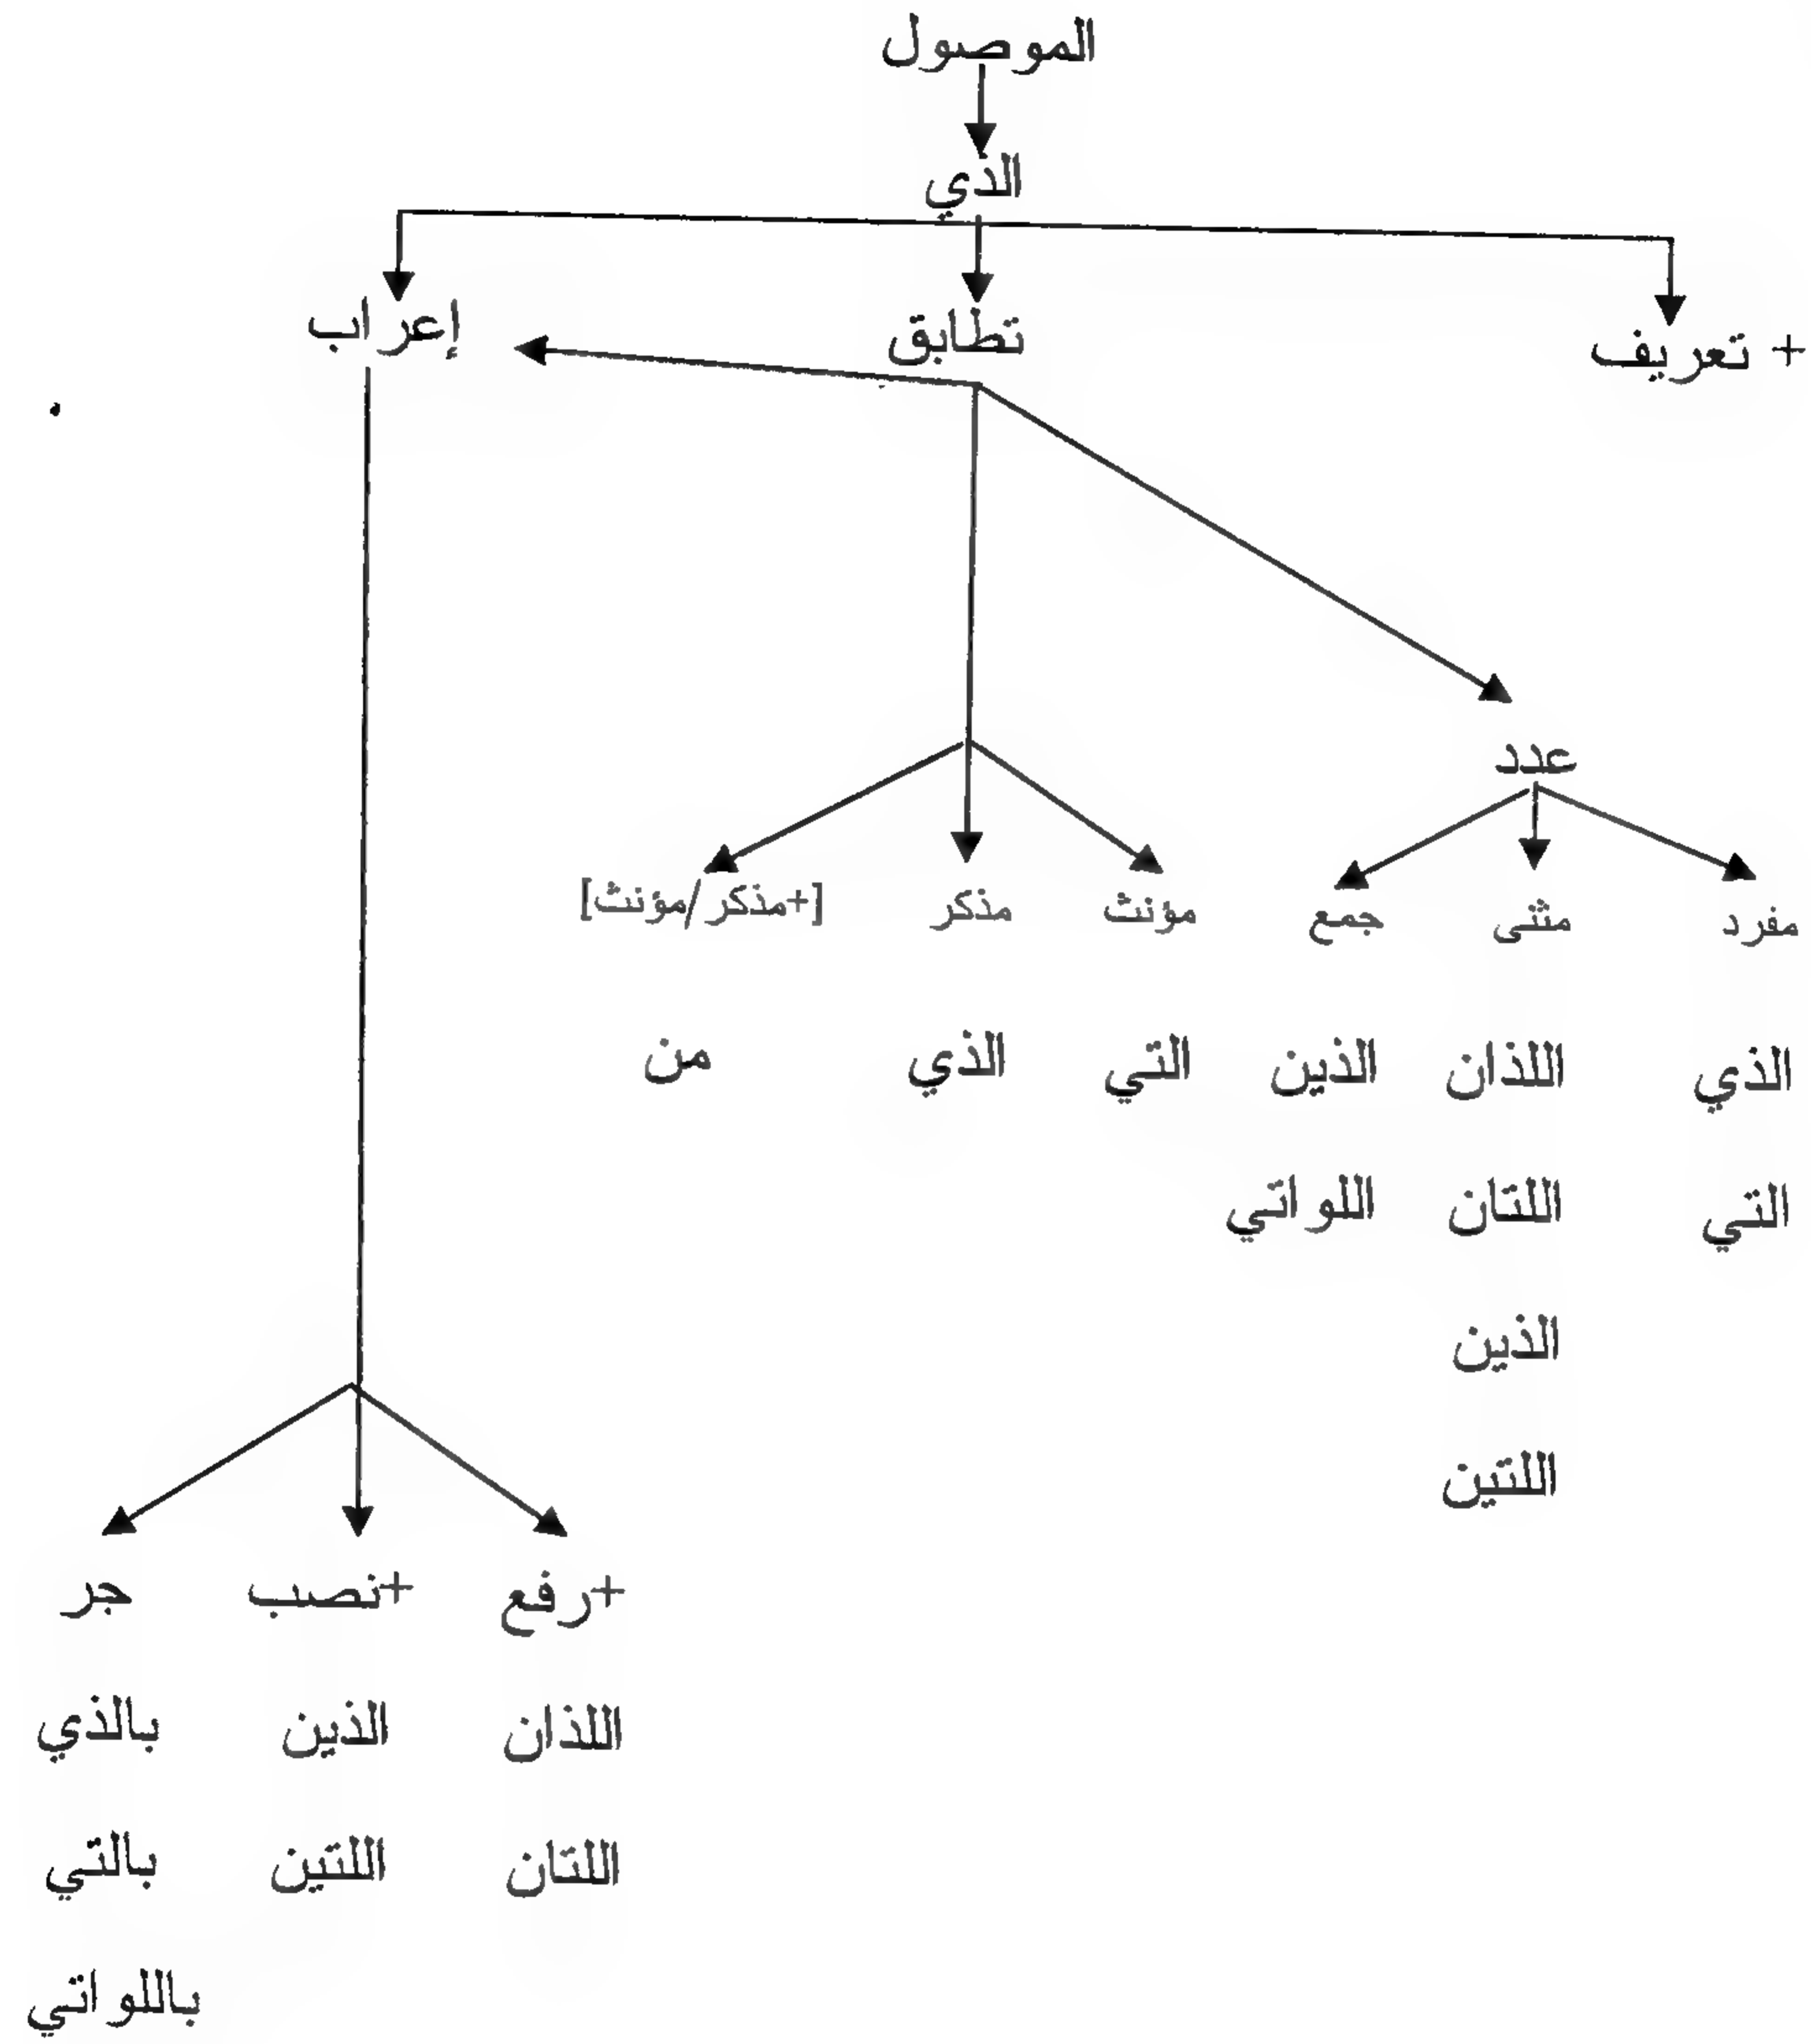 الموصول
الذي
+ تعريف تطابق إعراب
عدد
مفرد مثنى جمع مؤنث مذكر [+مذكر/مؤنث]
الذي اللذان الذين التي الذي من
التي اللتان اللواتي
الذين
اللتين
+رفع +نصب جر
اللذان الذين بالذي
اللتان اللتين بالتي
باللواتي